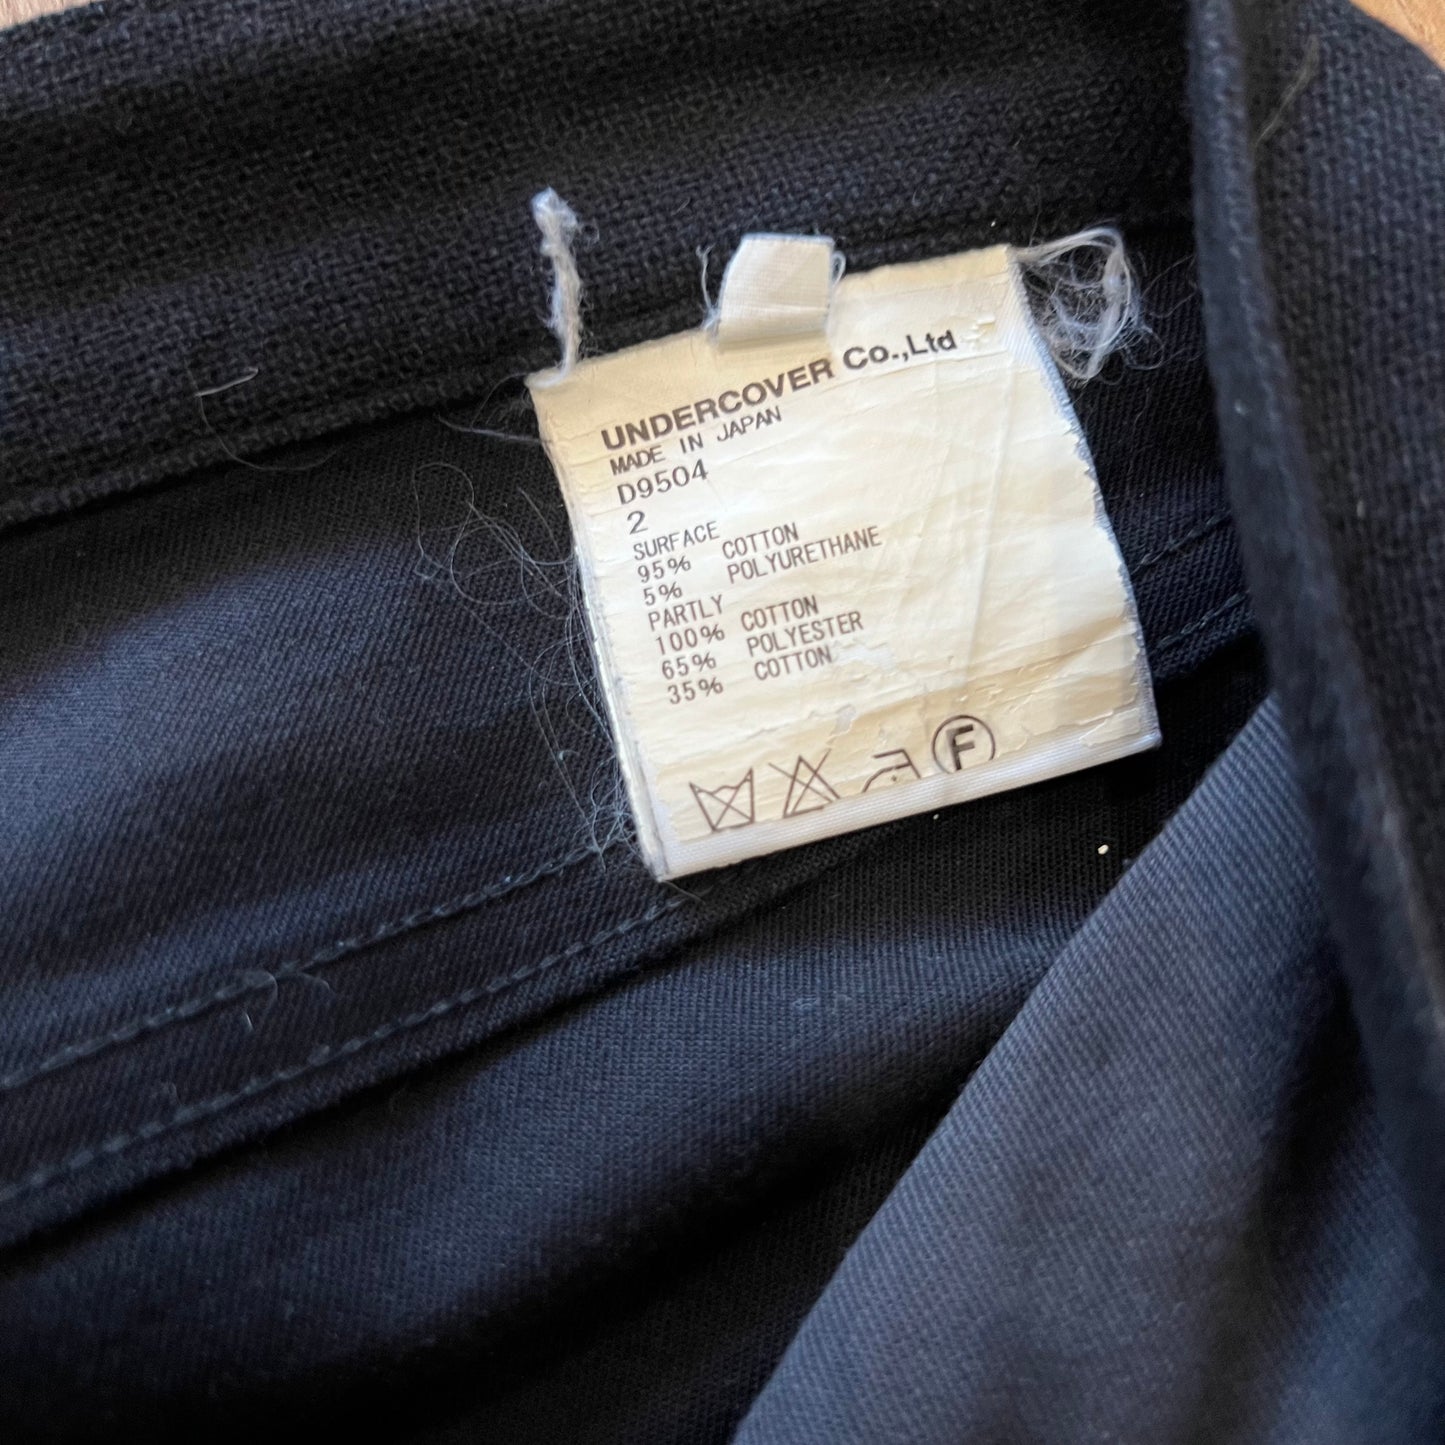 UNDERCOVER Co.,Ltd
MADE IN JAPAN
D9504
2
SURFACE
95% COTTON
5% POLYURETHANE
PARTLY
100% COTTON
65% POLYESTER
35% COTTON
F